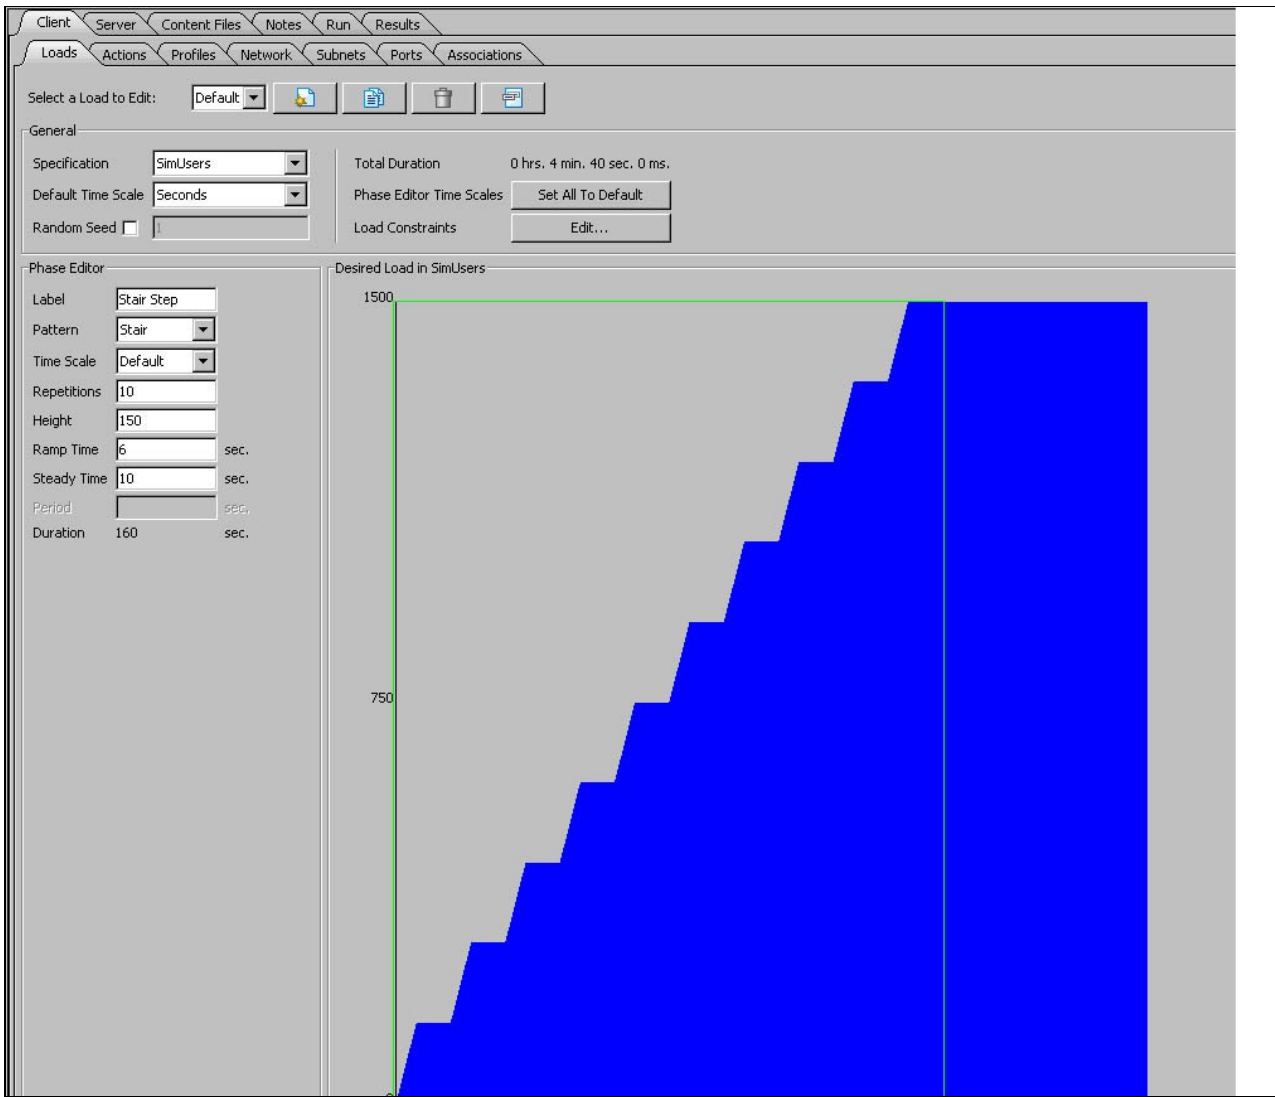 Client Server Content Files Notes Run Results
Loads Actions Profiles Network Subnets Ports Associations
Select a Load to Edit: Default
General
Specification SimUsers Total Duration 0 hrs. 4 min. 40 sec. 0 ms.
Default Time Scale Seconds Phase Editor Time Scales Set All To Default
Random Seed 1 Load Constraints Edit...
Phase Editor Desired Load in SimUsers
Label Stair Step 1500
Pattern Stair
Time Scale Default
Repetitions 10
Height 150
Ramp Time 6 sec.
Steady Time 10 sec.
Period sec.
Duration 160 sec.
750
0